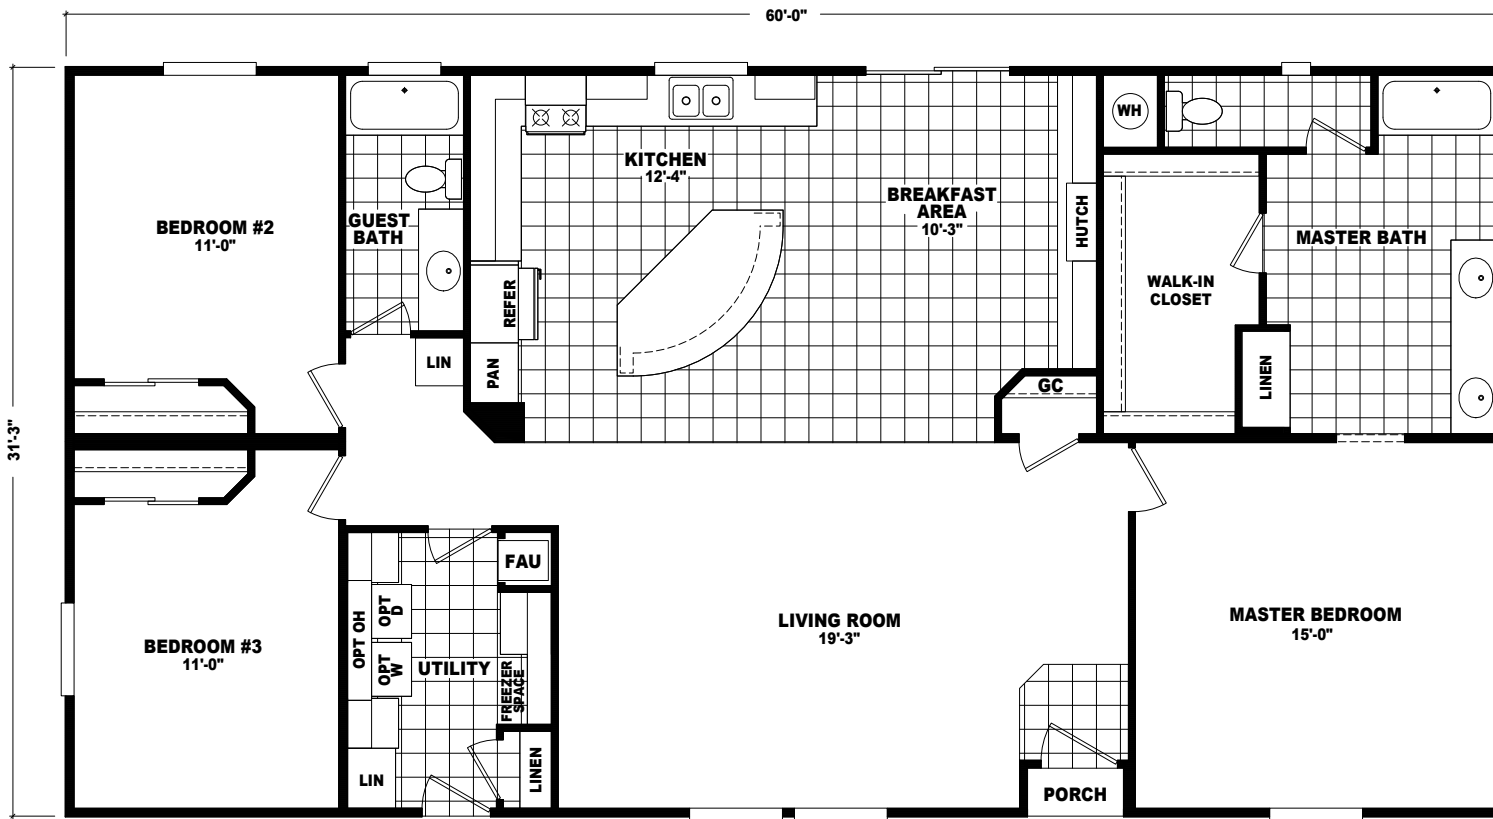 60'-0"
31'-3"
BEDROOM #2
11'-0"
GUEST
BATH
KITCHEN
12'-4"
BREAKFAST
AREA
10'-3"
HUTCH
WH
MASTER BATH
WALK-IN
CLOSET
LINEN
REFER
PAN
LIN
GC
BEDROOM #3
11'-0"
OPT OH
OPT
D
OPT
W
UTILITY
FAU
FREEZER
SPACE
LIN
LINEN
LIVING ROOM
19'-3"
PORCH
MASTER BEDROOM
15'-0"